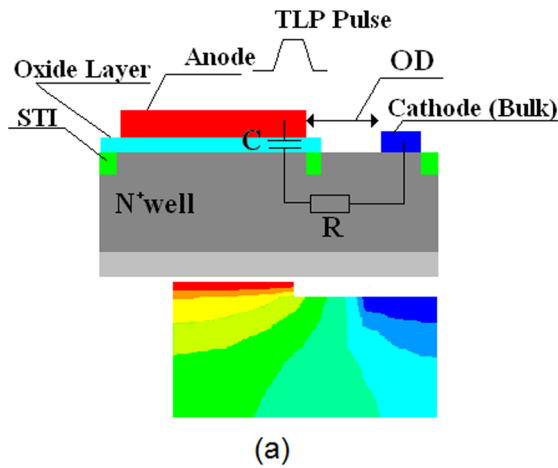 TLP Pulse
Anode
OD
Oxide Layer
Cathode (Bulk)
STI
C
N⁺well
R
(a)